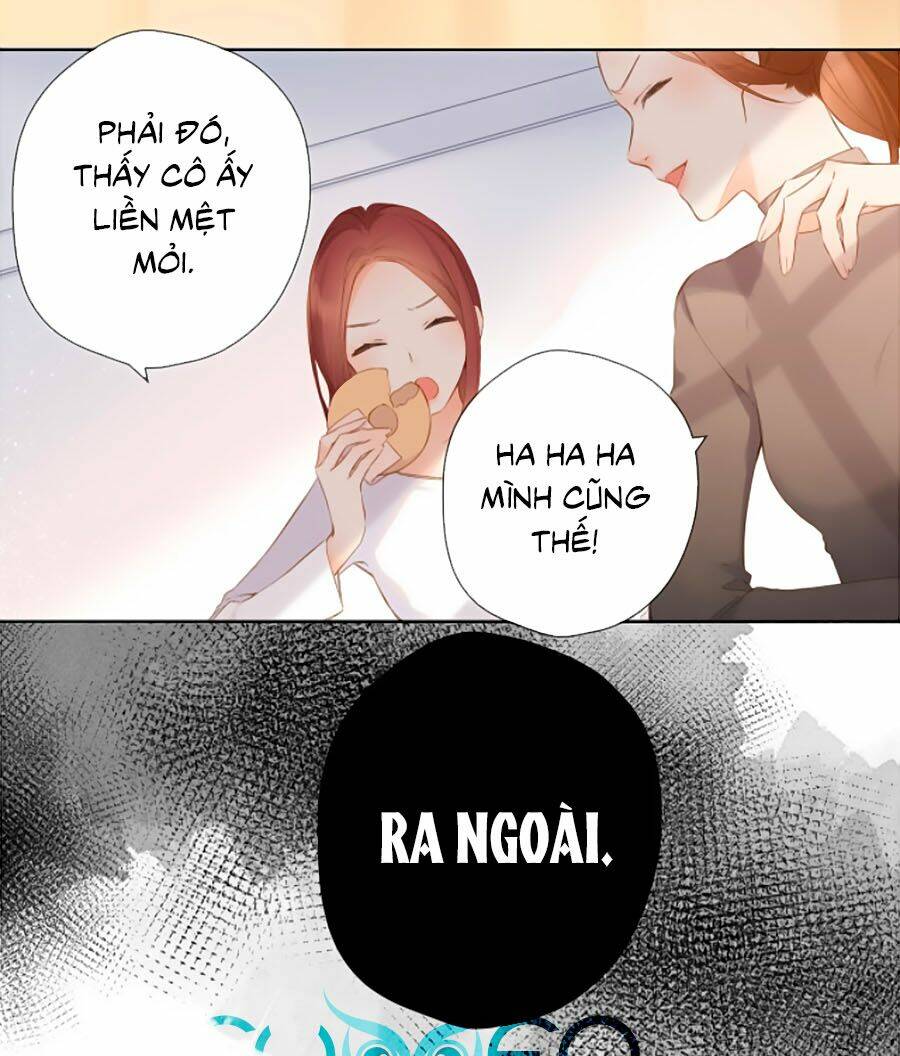 PHẢI ĐÓ,
THẤY CÔ ẤY
LIỀN MỆT
MỎI.
HA HA HA
MÌNH CŨNG
THẾ!
RA NGOÀI.